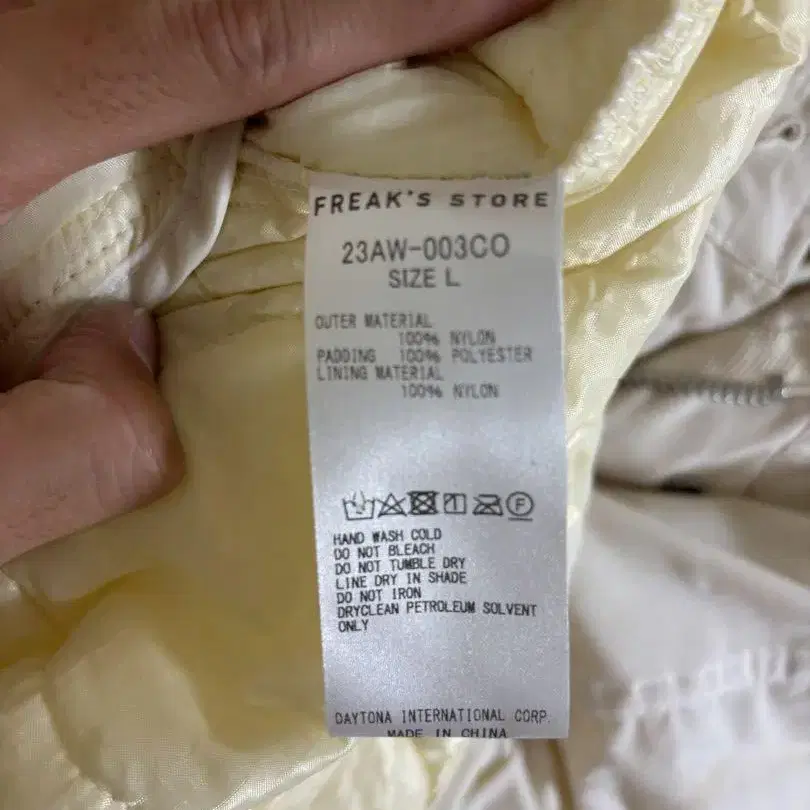 FREAK'S STORE
23AW-003CO
SIZE L
OUTER MATERIAL
100% NYLON
PADDING 100% POLYESTER
LINING MATERIAL
100% NYLON
F
HAND WASH COLD
DO NOT BLEACH
DO NOT TUMBLE DRY
LINE DRY IN SHADE
DO NOT IRON
DRYCLEAN PETROLEUM SOLVENT
ONLY
DAYTONA INTERNATIONAL CORP.
MADE IN CHINA